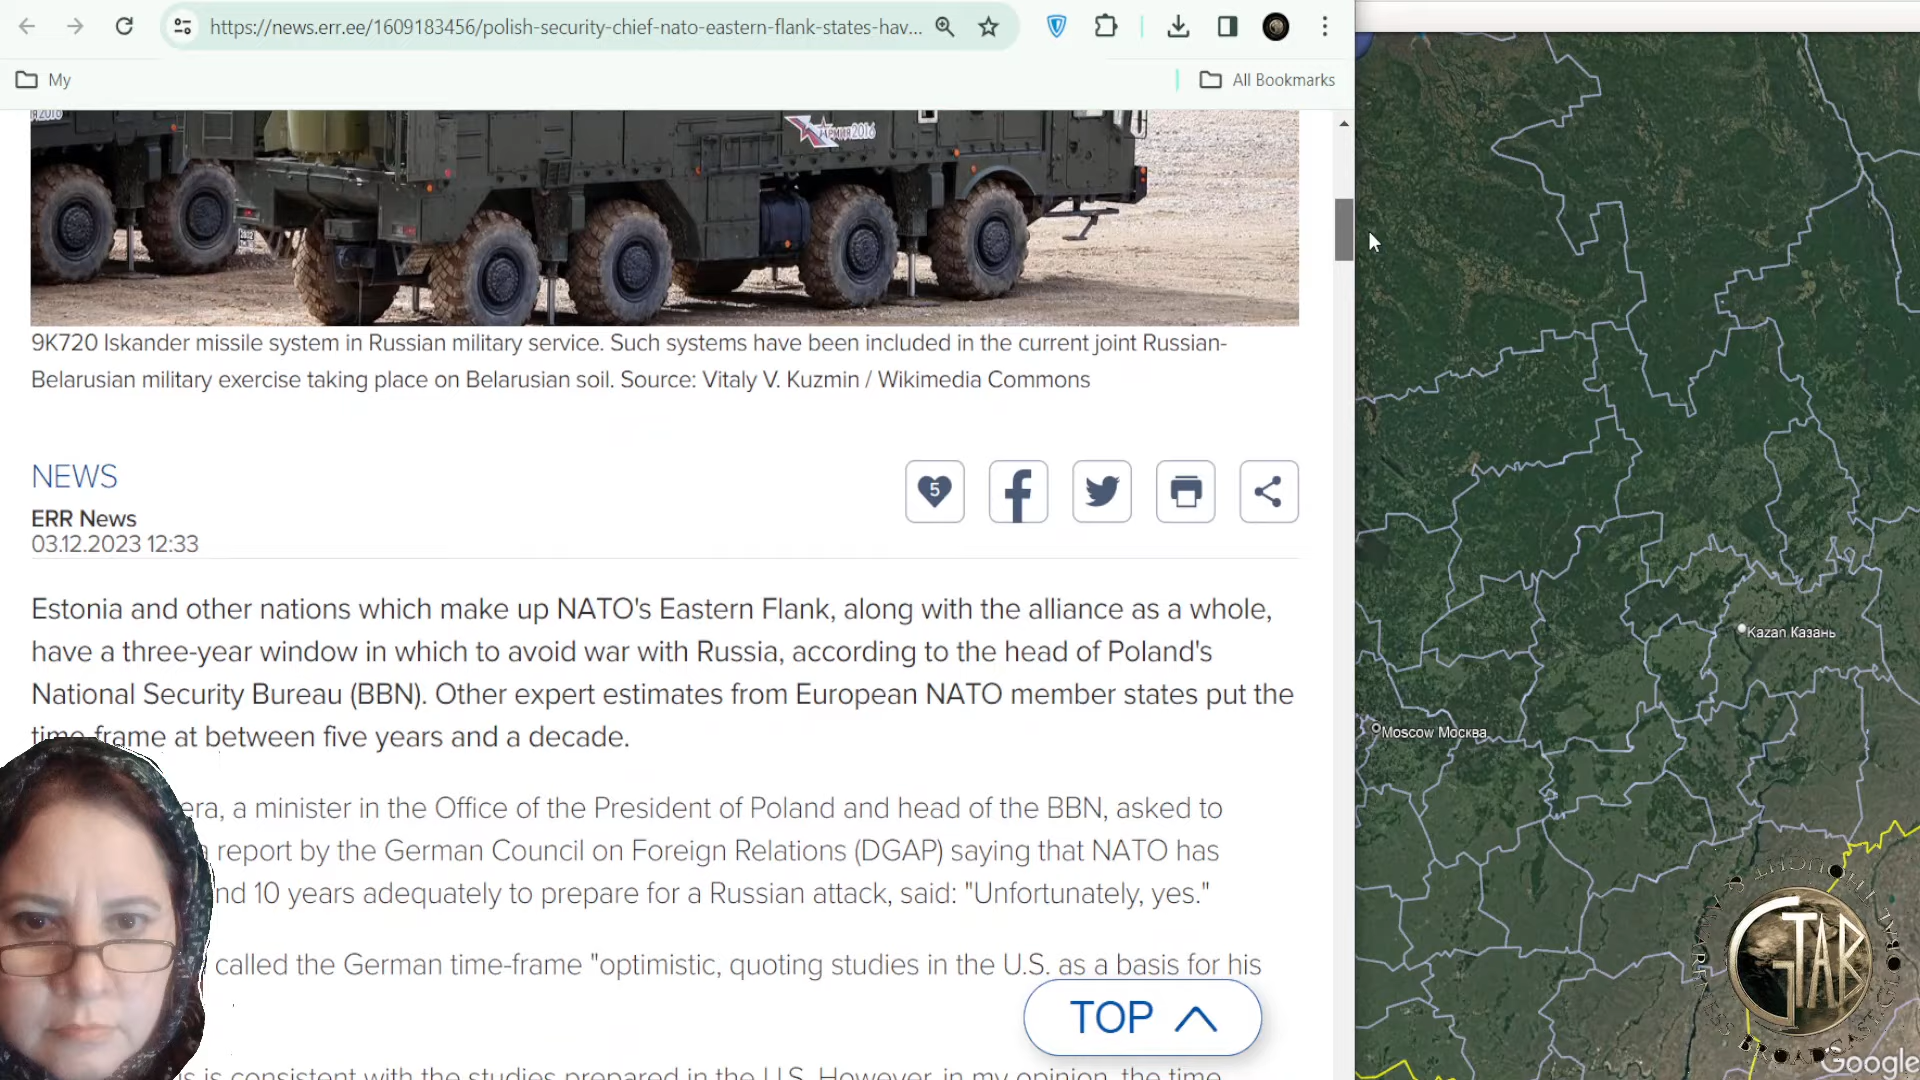 https://news.err.ee/1609183456/polish-security-chief-nato-eastern-flank-states-hav...
My
All Bookmarks
АРМИЯ 2016
9K720 Iskander missile system in Russian military service. Such systems have been included in the current joint Russian-
Belarusian military exercise taking place on Belarusian soil. Source: Vitaly V. Kuzmin / Wikimedia Commons
NEWS
5
ERR News
03.12.2023 12:33
Estonia and other nations which make up NATO's Eastern Flank, along with the alliance as a whole,
have a three-year window in which to avoid war with Russia, according to the head of Poland's
National Security Bureau (BBN). Other expert estimates from European NATO member states put the
time-frame at between five years and a decade.
era, a minister in the Office of the President of Poland and head of the BBN, asked to
report by the German Council on Foreign Relations (DGAP) saying that NATO has
nd 10 years adequately to prepare for a Russian attack, said: "Unfortunately, yes."
called the German time-frame "optimistic, quoting studies in the U.S. as a basis for his
TOP
is consistent with the studies prepared in the U.S. However, in my opinion, the time
Kazan Казань
Moscow Москва
GTAB
Google